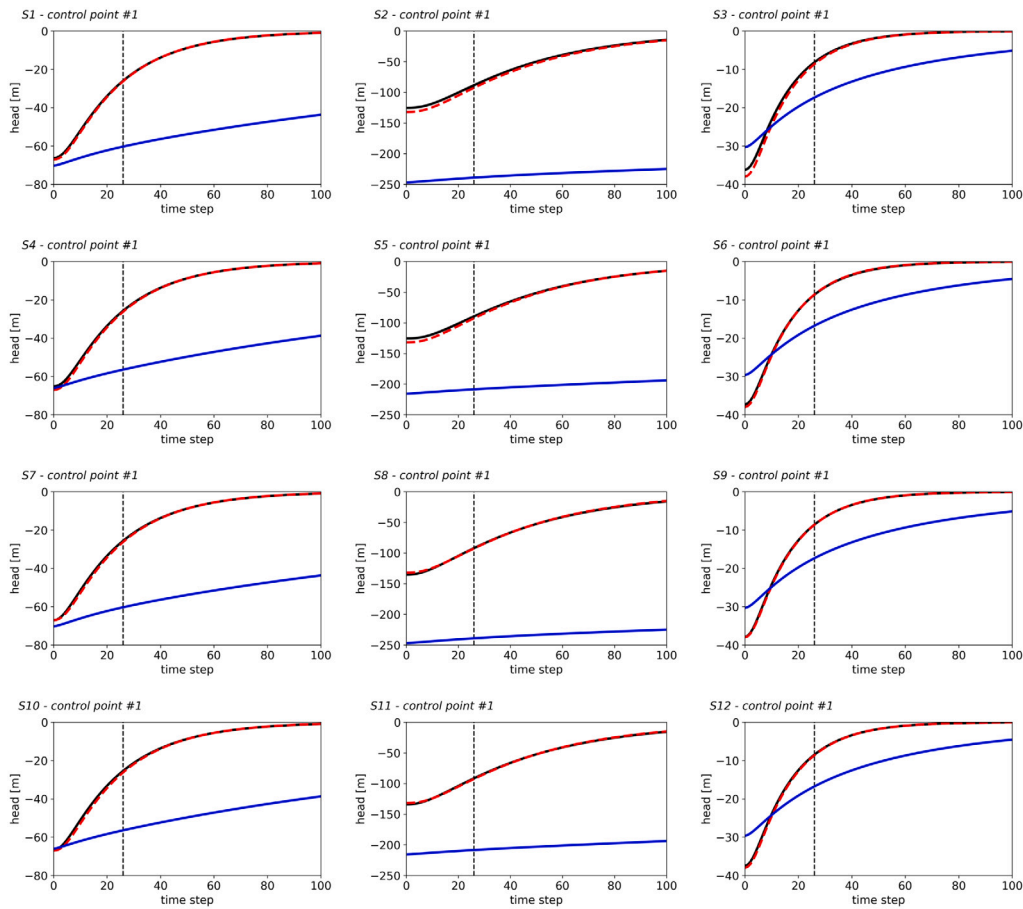 S1 - control point #1
S2 - control point #1
S3 - control point #1
head [m]
0
−20
−40
−60
−80
0 20 40 60 80 100
time step
head [m]
0
−50
−100
−150
−200
−250
0 20 40 60 80 100
time step
head [m]
0
−10
−20
−30
−40
0 20 40 60 80 100
time step
S4 - control point #1
S5 - control point #1
S6 - control point #1
head [m]
0
−20
−40
−60
−80
0 20 40 60 80 100
time step
head [m]
0
−50
−100
−150
−200
−250
0 20 40 60 80 100
time step
head [m]
0
−10
−20
−30
−40
0 20 40 60 80 100
time step
S7 - control point #1
S8 - control point #1
S9 - control point #1
head [m]
0
−20
−40
−60
−80
0 20 40 60 80 100
time step
head [m]
0
−50
−100
−150
−200
−250
0 20 40 60 80 100
time step
head [m]
0
−10
−20
−30
−40
0 20 40 60 80 100
time step
S10 - control point #1
S11 - control point #1
S12 - control point #1
head [m]
0
−20
−40
−60
−80
0 20 40 60 80 100
time step
head [m]
0
−50
−100
−150
−200
−250
0 20 40 60 80 100
time step
head [m]
0
−10
−20
−30
−40
0 20 40 60 80 100
time step